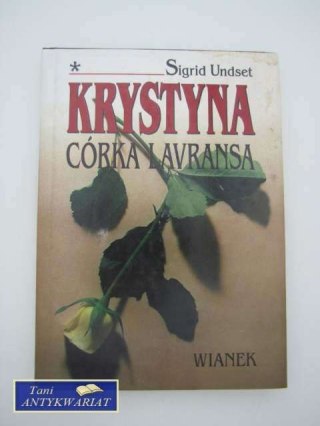 * Sigrid Undset
KRYSTYNA
CÓRKA LAVRANSA
WIANEK
Tani
ANTYKWARIAT